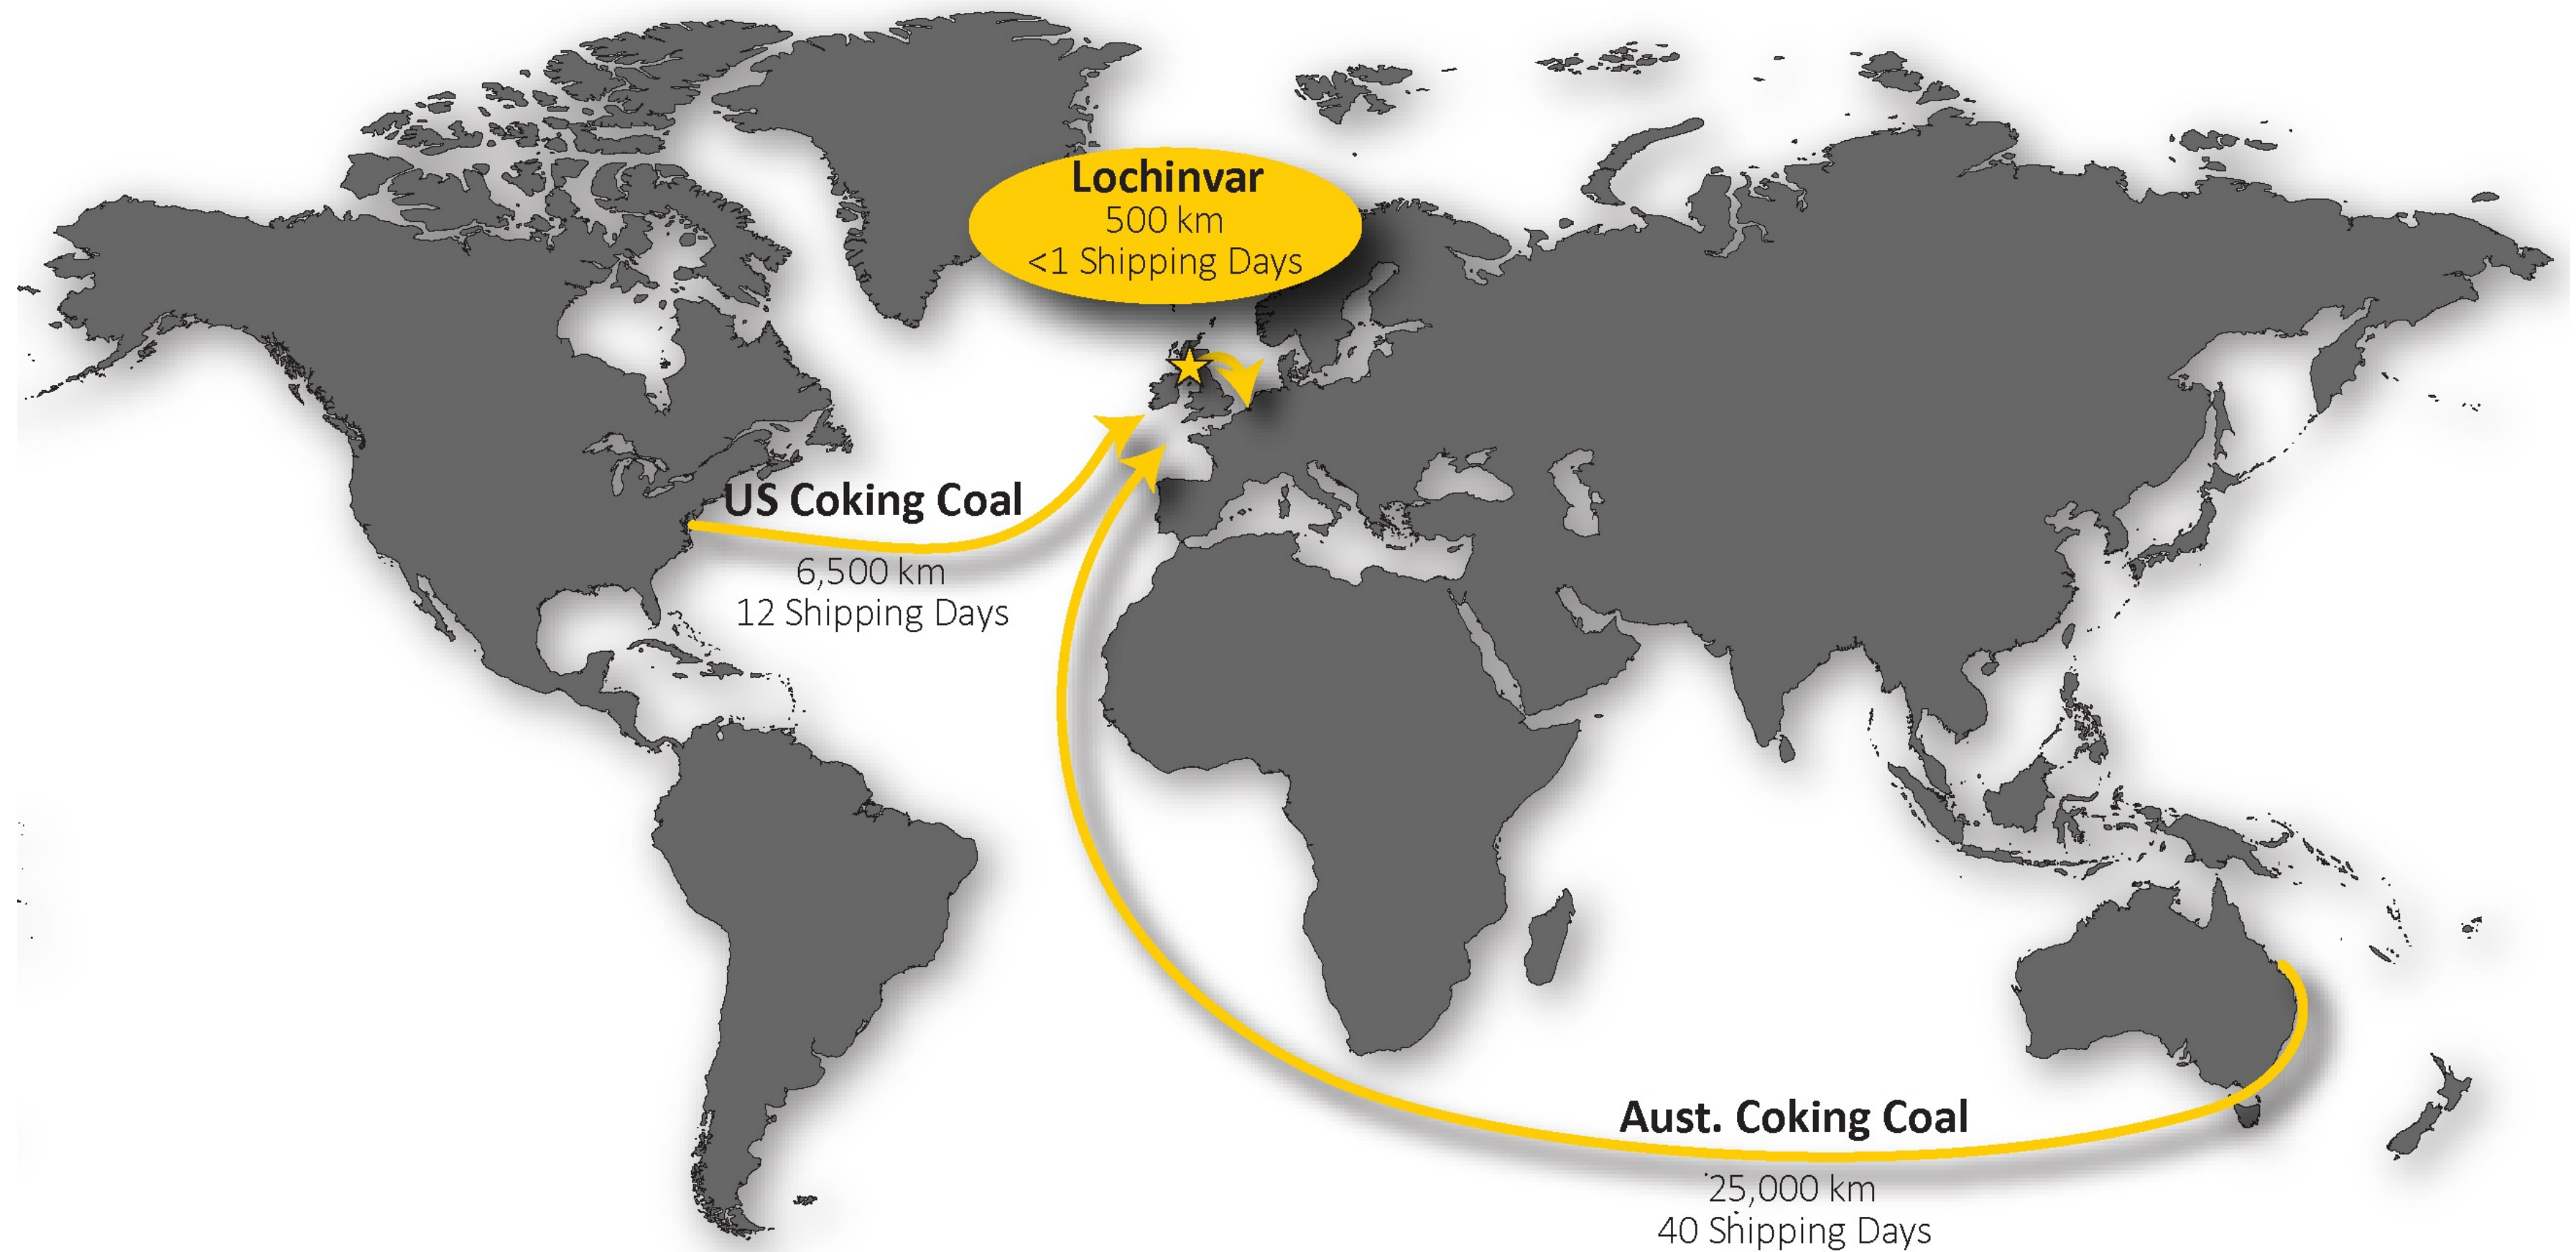 Lochinvar
500 km
<1 Shipping Days
US Coking Coal
6,500 km
12 Shipping Days
Aust. Coking Coal
25,000 km
40 Shipping Days